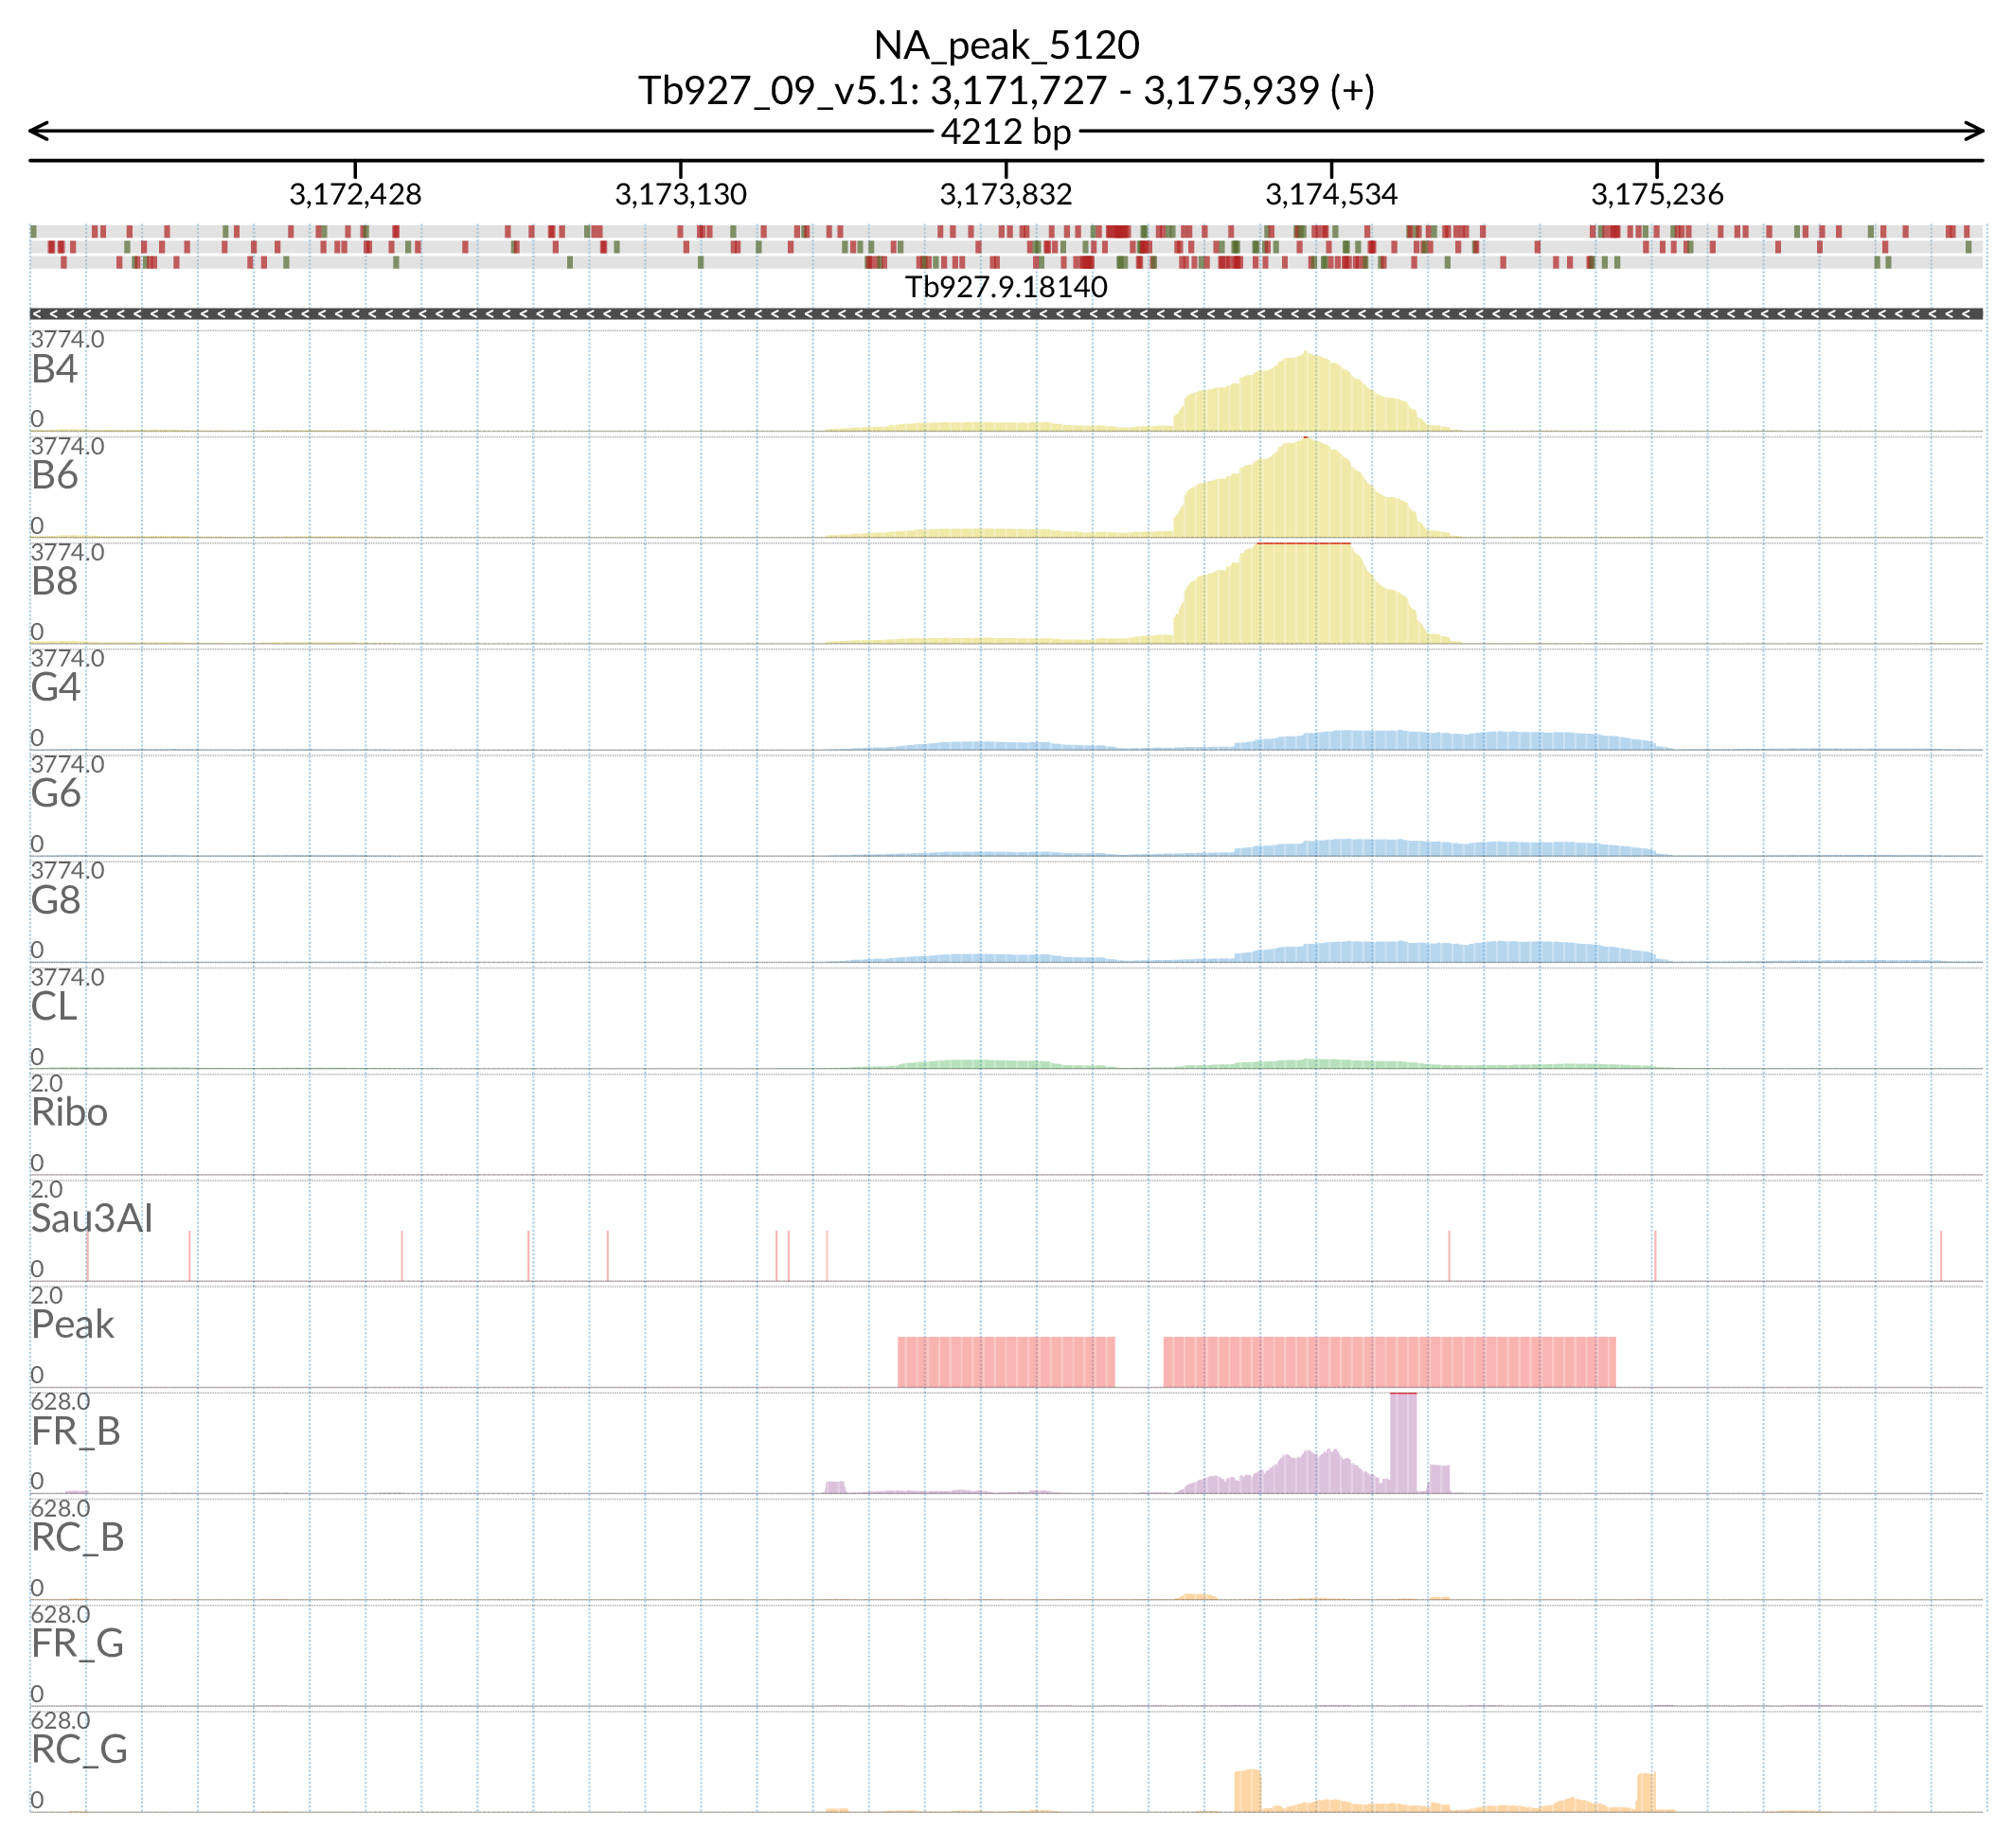 NA_peak_5120
Tb927_09_v5.1: 3,171,727 - 3,175,939 (+)
4212 bp
3,172,428 3,173,130 3,173,832 3,174,534 3,175,236
Tb927.9.18140
3774.0
B4
0
3774.0
B6
0
3774.0
B8
0
3774.0
G4
0
3774.0
G6
0
3774.0
G8
0
3774.0
CL
0
2.0
Ribo
0
2.0
Sau3AI
0
2.0
Peak
0
628.0
FR_B
0
628.0
RC_B
0
628.0
FR_G
0
628.0
RC_G
0